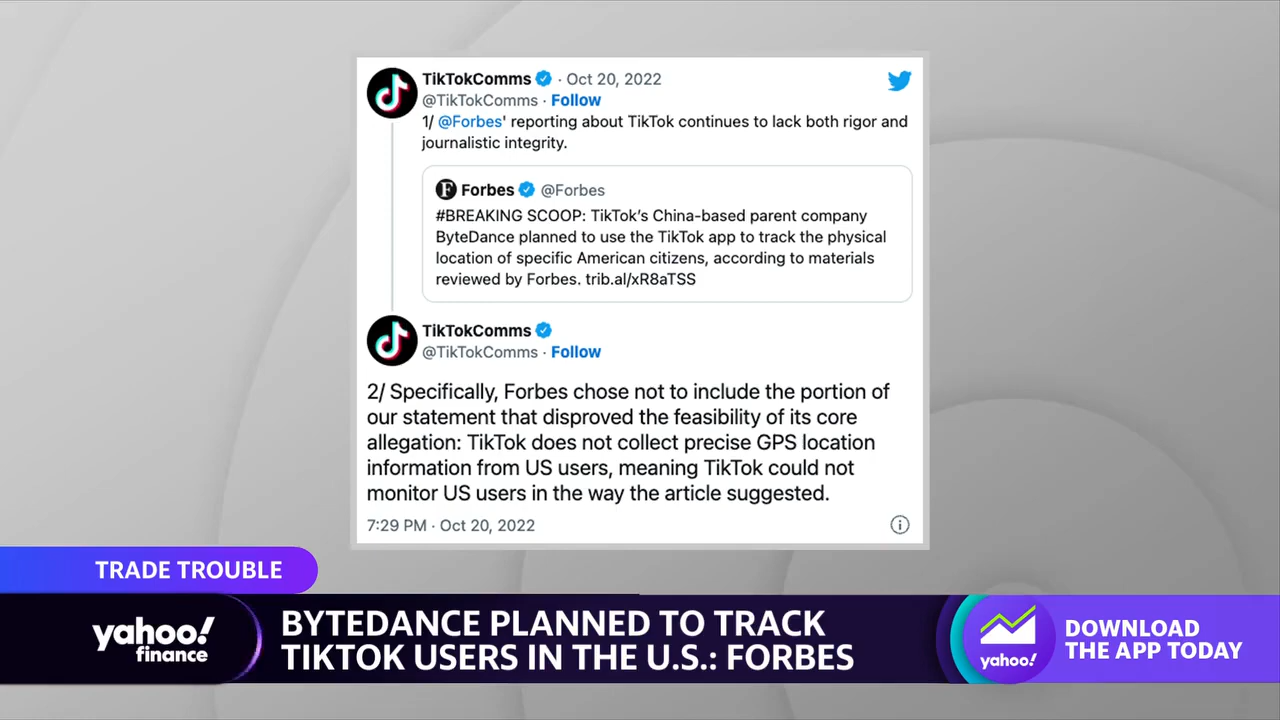 TikTokComms · Oct 20, 2022
@TikTokComms · Follow
1/ @Forbes' reporting about TikTok continues to lack both rigor and
journalistic integrity.
Forbes @Forbes
#BREAKING SCOOP: TikTok's China-based parent company
ByteDance planned to use the TikTok app to track the physical
location of specific American citizens, according to materials
reviewed by Forbes. trib.al/xR8aTSS
TikTokComms
@TikTokComms · Follow
2/ Specifically, Forbes chose not to include the portion of
our statement that disproved the feasibility of its core
allegation: TikTok does not collect precise GPS location
information from US users, meaning TikTok could not
monitor US users in the way the article suggested.
7:29 PM · Oct 20, 2022
TRADE TROUBLE
yahoo!
finance
BYTEDANCE PLANNED TO TRACK
TIKTOK USERS IN THE U.S.: FORBES
yahoo!
DOWNLOAD
THE APP TODAY